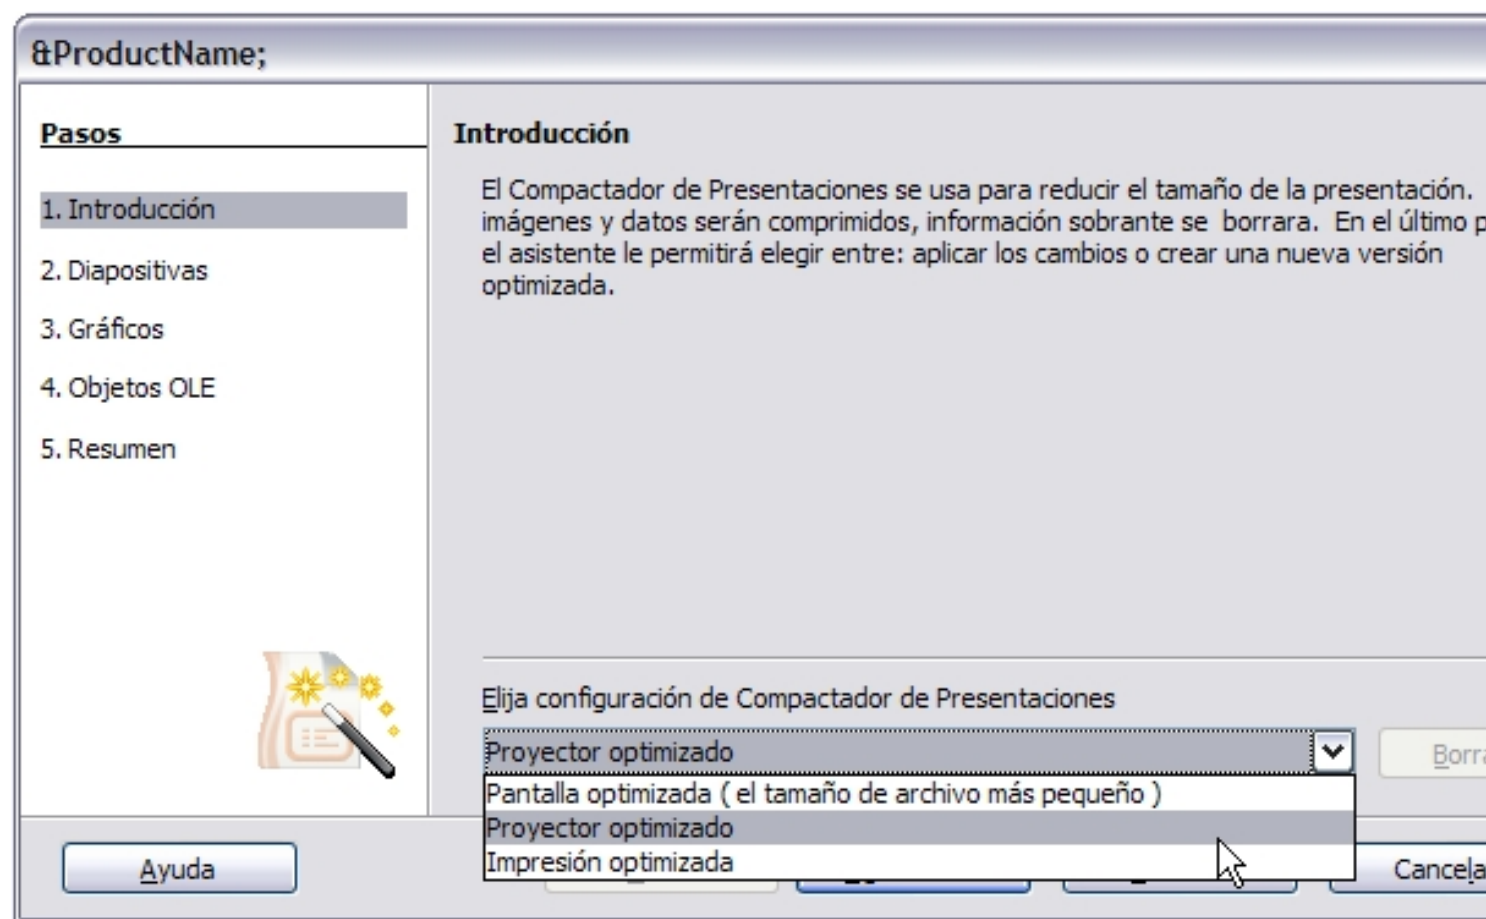 &ProductName;
Pasos
1. Introducción
2. Diapositivas
3. Gráficos
4. Objetos OLE
5. Resumen
Introducción
El Compactador de Presentaciones se usa para reducir el tamaño de la presentación.
imágenes y datos serán comprimidos, información sobrante se  borrara.  En el último
el asistente le permitirá elegir entre: aplicar los cambios o crear una nueva versión
optimizada.
Elija configuración de Compactador de Presentaciones
Proyector optimizado
Pantalla optimizada ( el tamaño de archivo más pequeño )
Proyector optimizado
Impresión optimizada
Ayuda